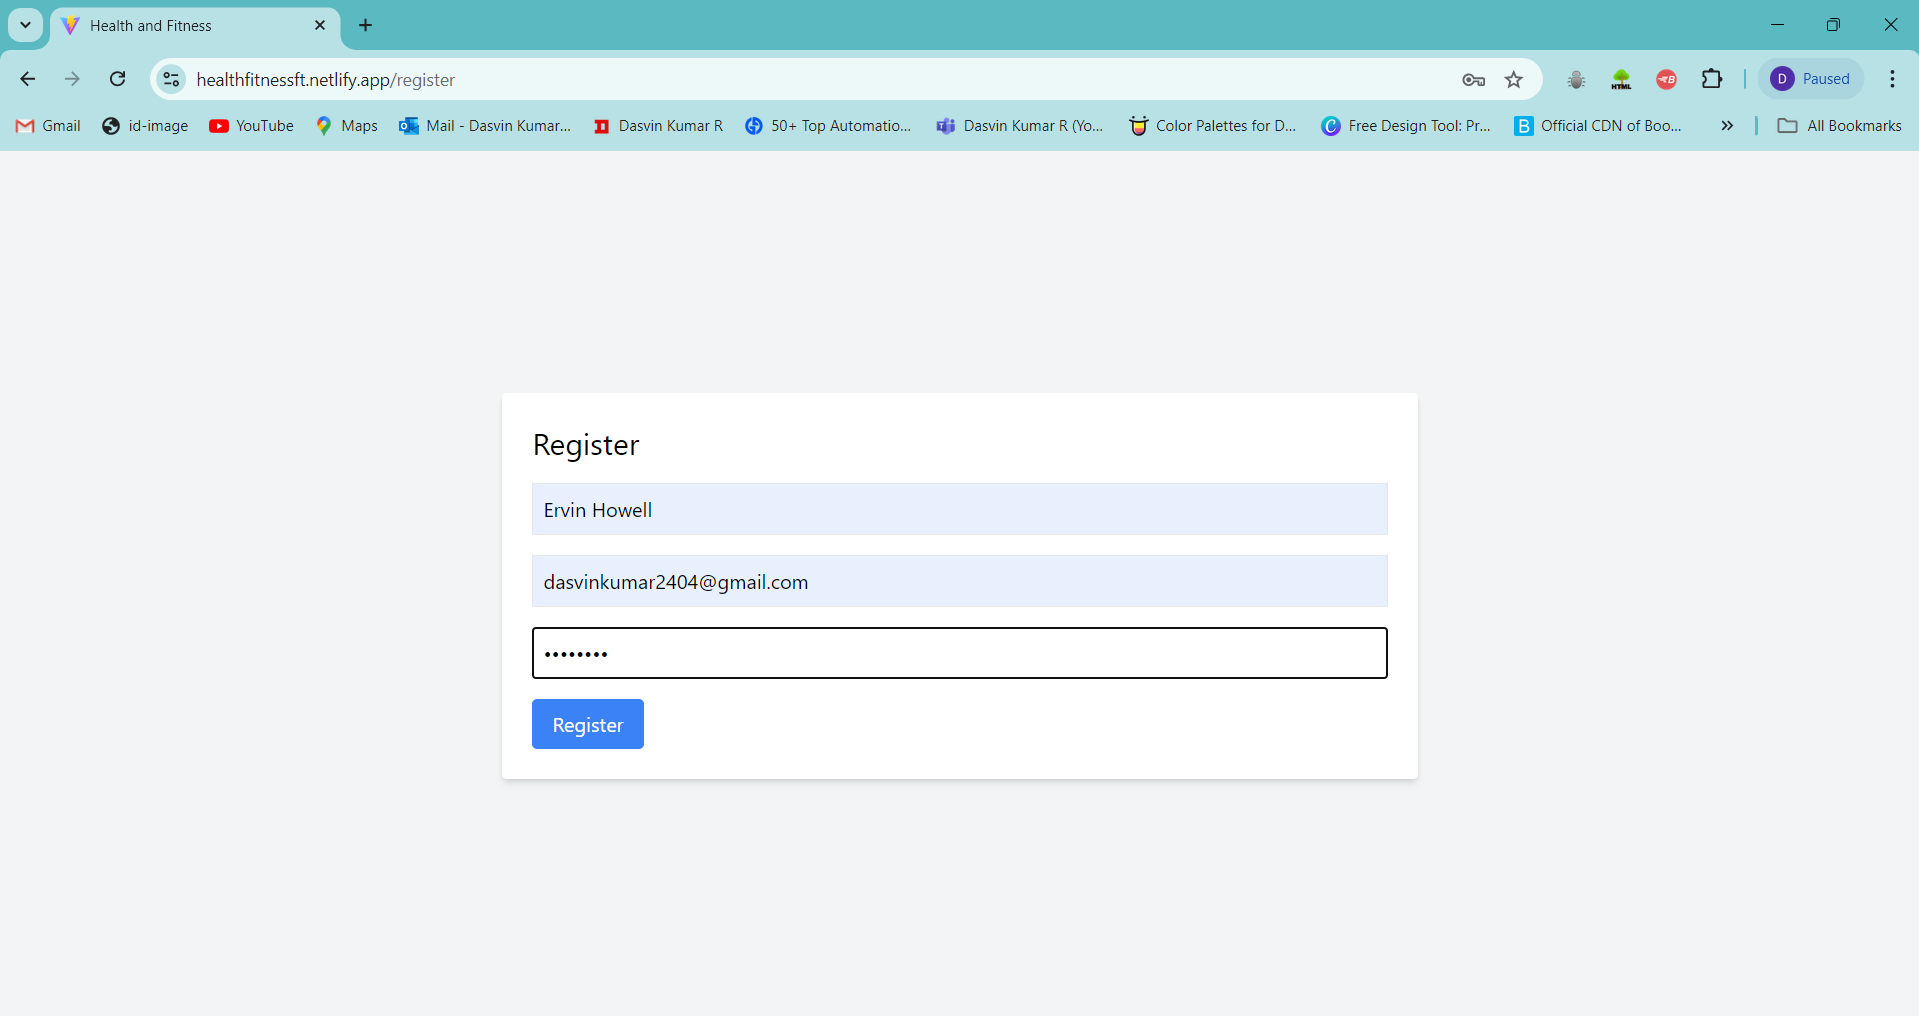 Health and Fitness
healthfitnessft.netlify.app/register
HTML
B
D Paused
Gmail id-image YouTube Maps Mail - Dasvin Kumar... Dasvin Kumar R 50+ Top Automatio... Dasvin Kumar R (Yo... Color Palettes for D... Free Design Tool: Pr... B Official CDN of Boo... All Bookmarks
Register
Ervin Howell
dasvinkumar2404@gmail.com
••••••••
Register